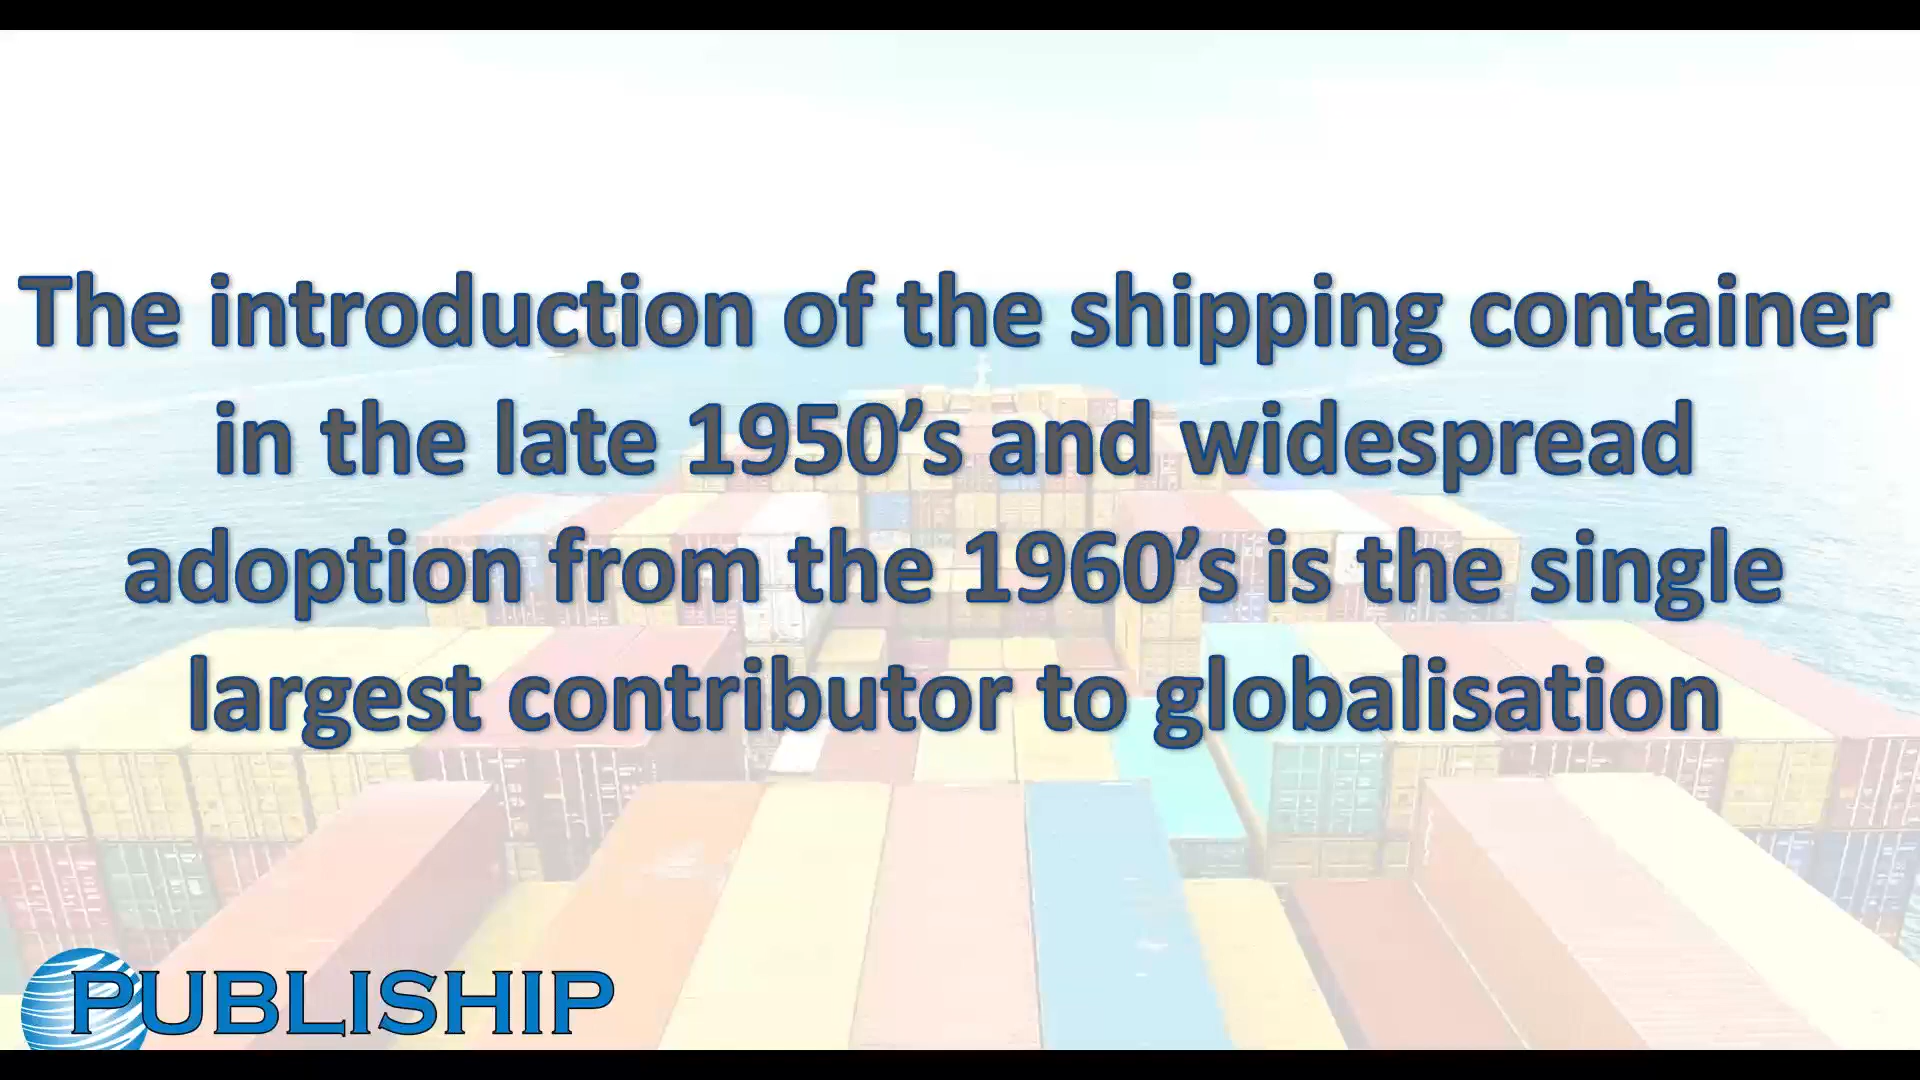 The introduction of the shipping container
in the late 1950’s and widespread
adoption from the 1960’s is the single
largest contributor to globalisation
PUBLISHIP